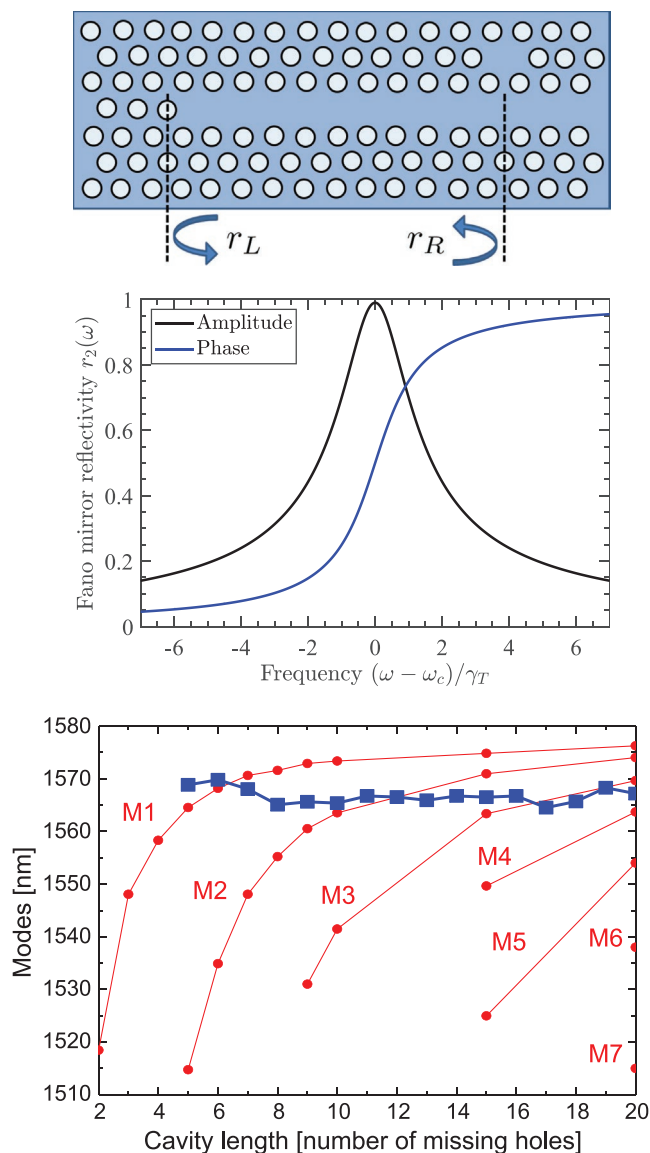 r_L
r_R
1
0.8
0.6
0.4
0.2
0
Fano mirror reflectivity r_2(ω)
Amplitude
Phase
-6 -4 -2 0 2 4 6
Frequency (ω − ω_c)/γ_T
1580
1570
1560
1550
1540
1530
1520
1510
Modes [nm]
M1
M2
M3
M4
M5
M6
M7
2 4 6 8 10 12 14 16 18 20
Cavity length [number of missing holes]